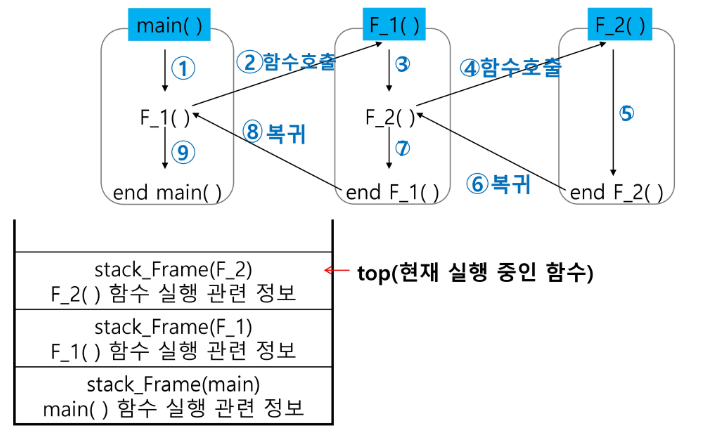 main( )
F_1( )
F_2( )
①
②함수호출
③
④함수호출
⑤
F_1( )
F_2( )
⑧복귀
⑨
⑦
⑥복귀
end main( )
end F_1( )
end F_2( )
stack_Frame(F_2)
F_2( ) 함수 실행 관련 정보
top(현재 실행 중인 함수)
stack_Frame(F_1)
F_1( ) 함수 실행 관련 정보
stack_Frame(main)
main( ) 함수 실행 관련 정보